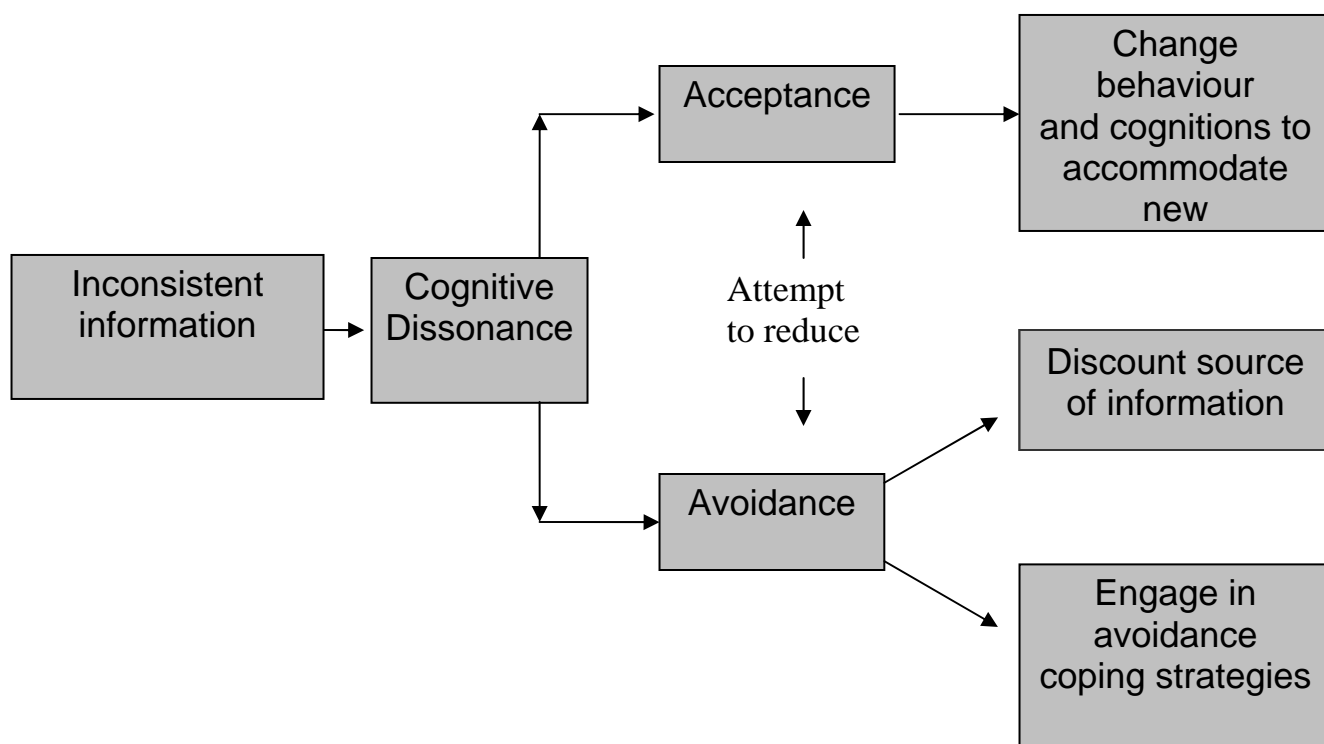 Inconsistent
information
Cognitive
Dissonance
Acceptance
Attempt
to reduce
Avoidance
Change
behaviour
and cognitions to
accommodate
new
Discount source
of information
Engage in
avoidance
coping strategies